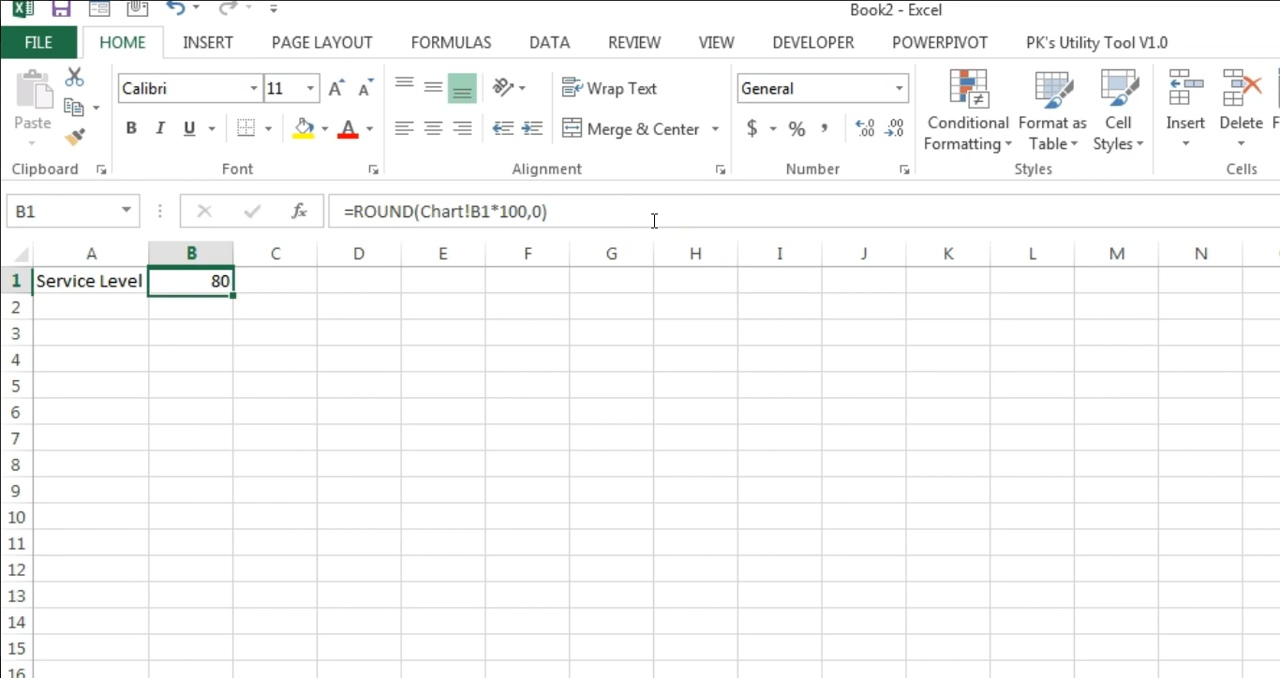 Book2 - Excel
FILE HOME INSERT PAGE LAYOUT FORMULAS DATA REVIEW VIEW DEVELOPER POWERPIVOT PK's Utility Tool V1.0
Calibri 11 Wrap Text General
Paste B I U A Merge & Center $ % , Conditional Formatting Format as Table Cell Styles Insert Delete
Clipboard Font Alignment Number Styles Cells
B1 fx =ROUND(Chart!B1*100,0)
A B C D E F G H I J K L M N
1 Service Level 80
2
3
4
5
6
7
8
9
10
11
12
13
14
15
16